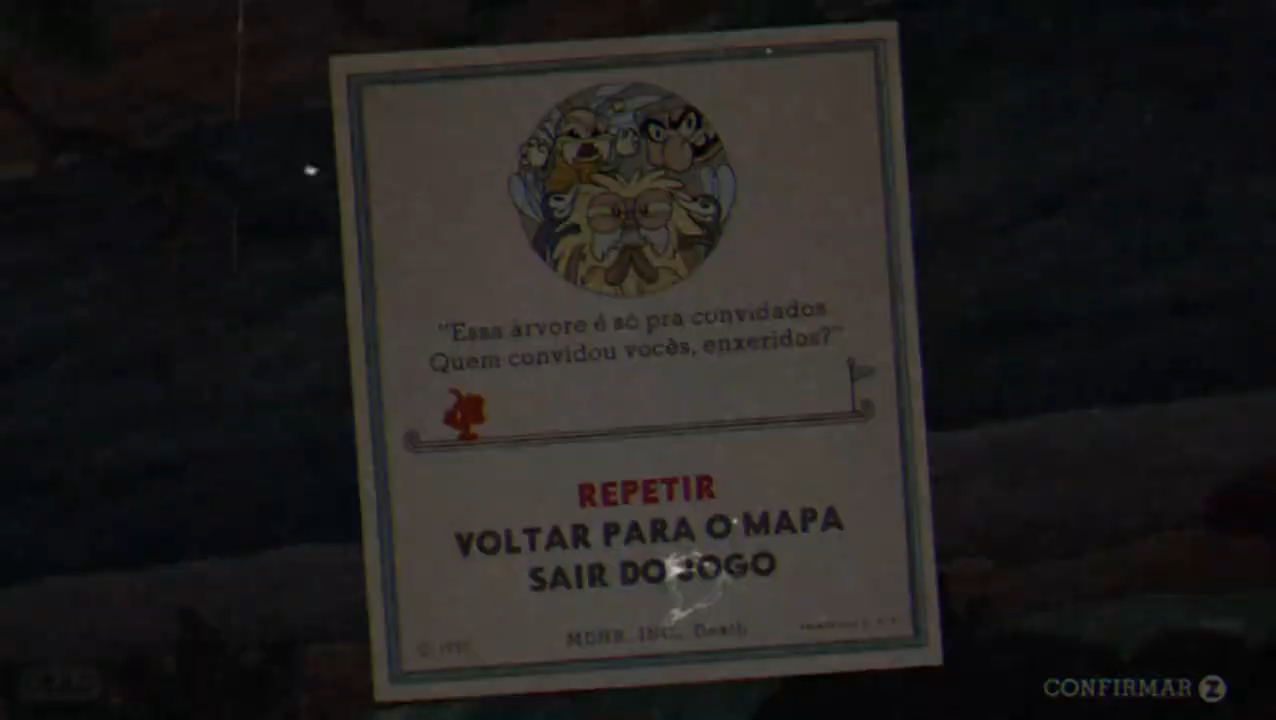 "Essa árvore é só pra convidados.
Quem convidou vocês, enxeridos?"
REPETIR
VOLTAR PARA O MAPA
SAIR DO JOGO
MDHR. INC. Death
CONFIRMAR Z